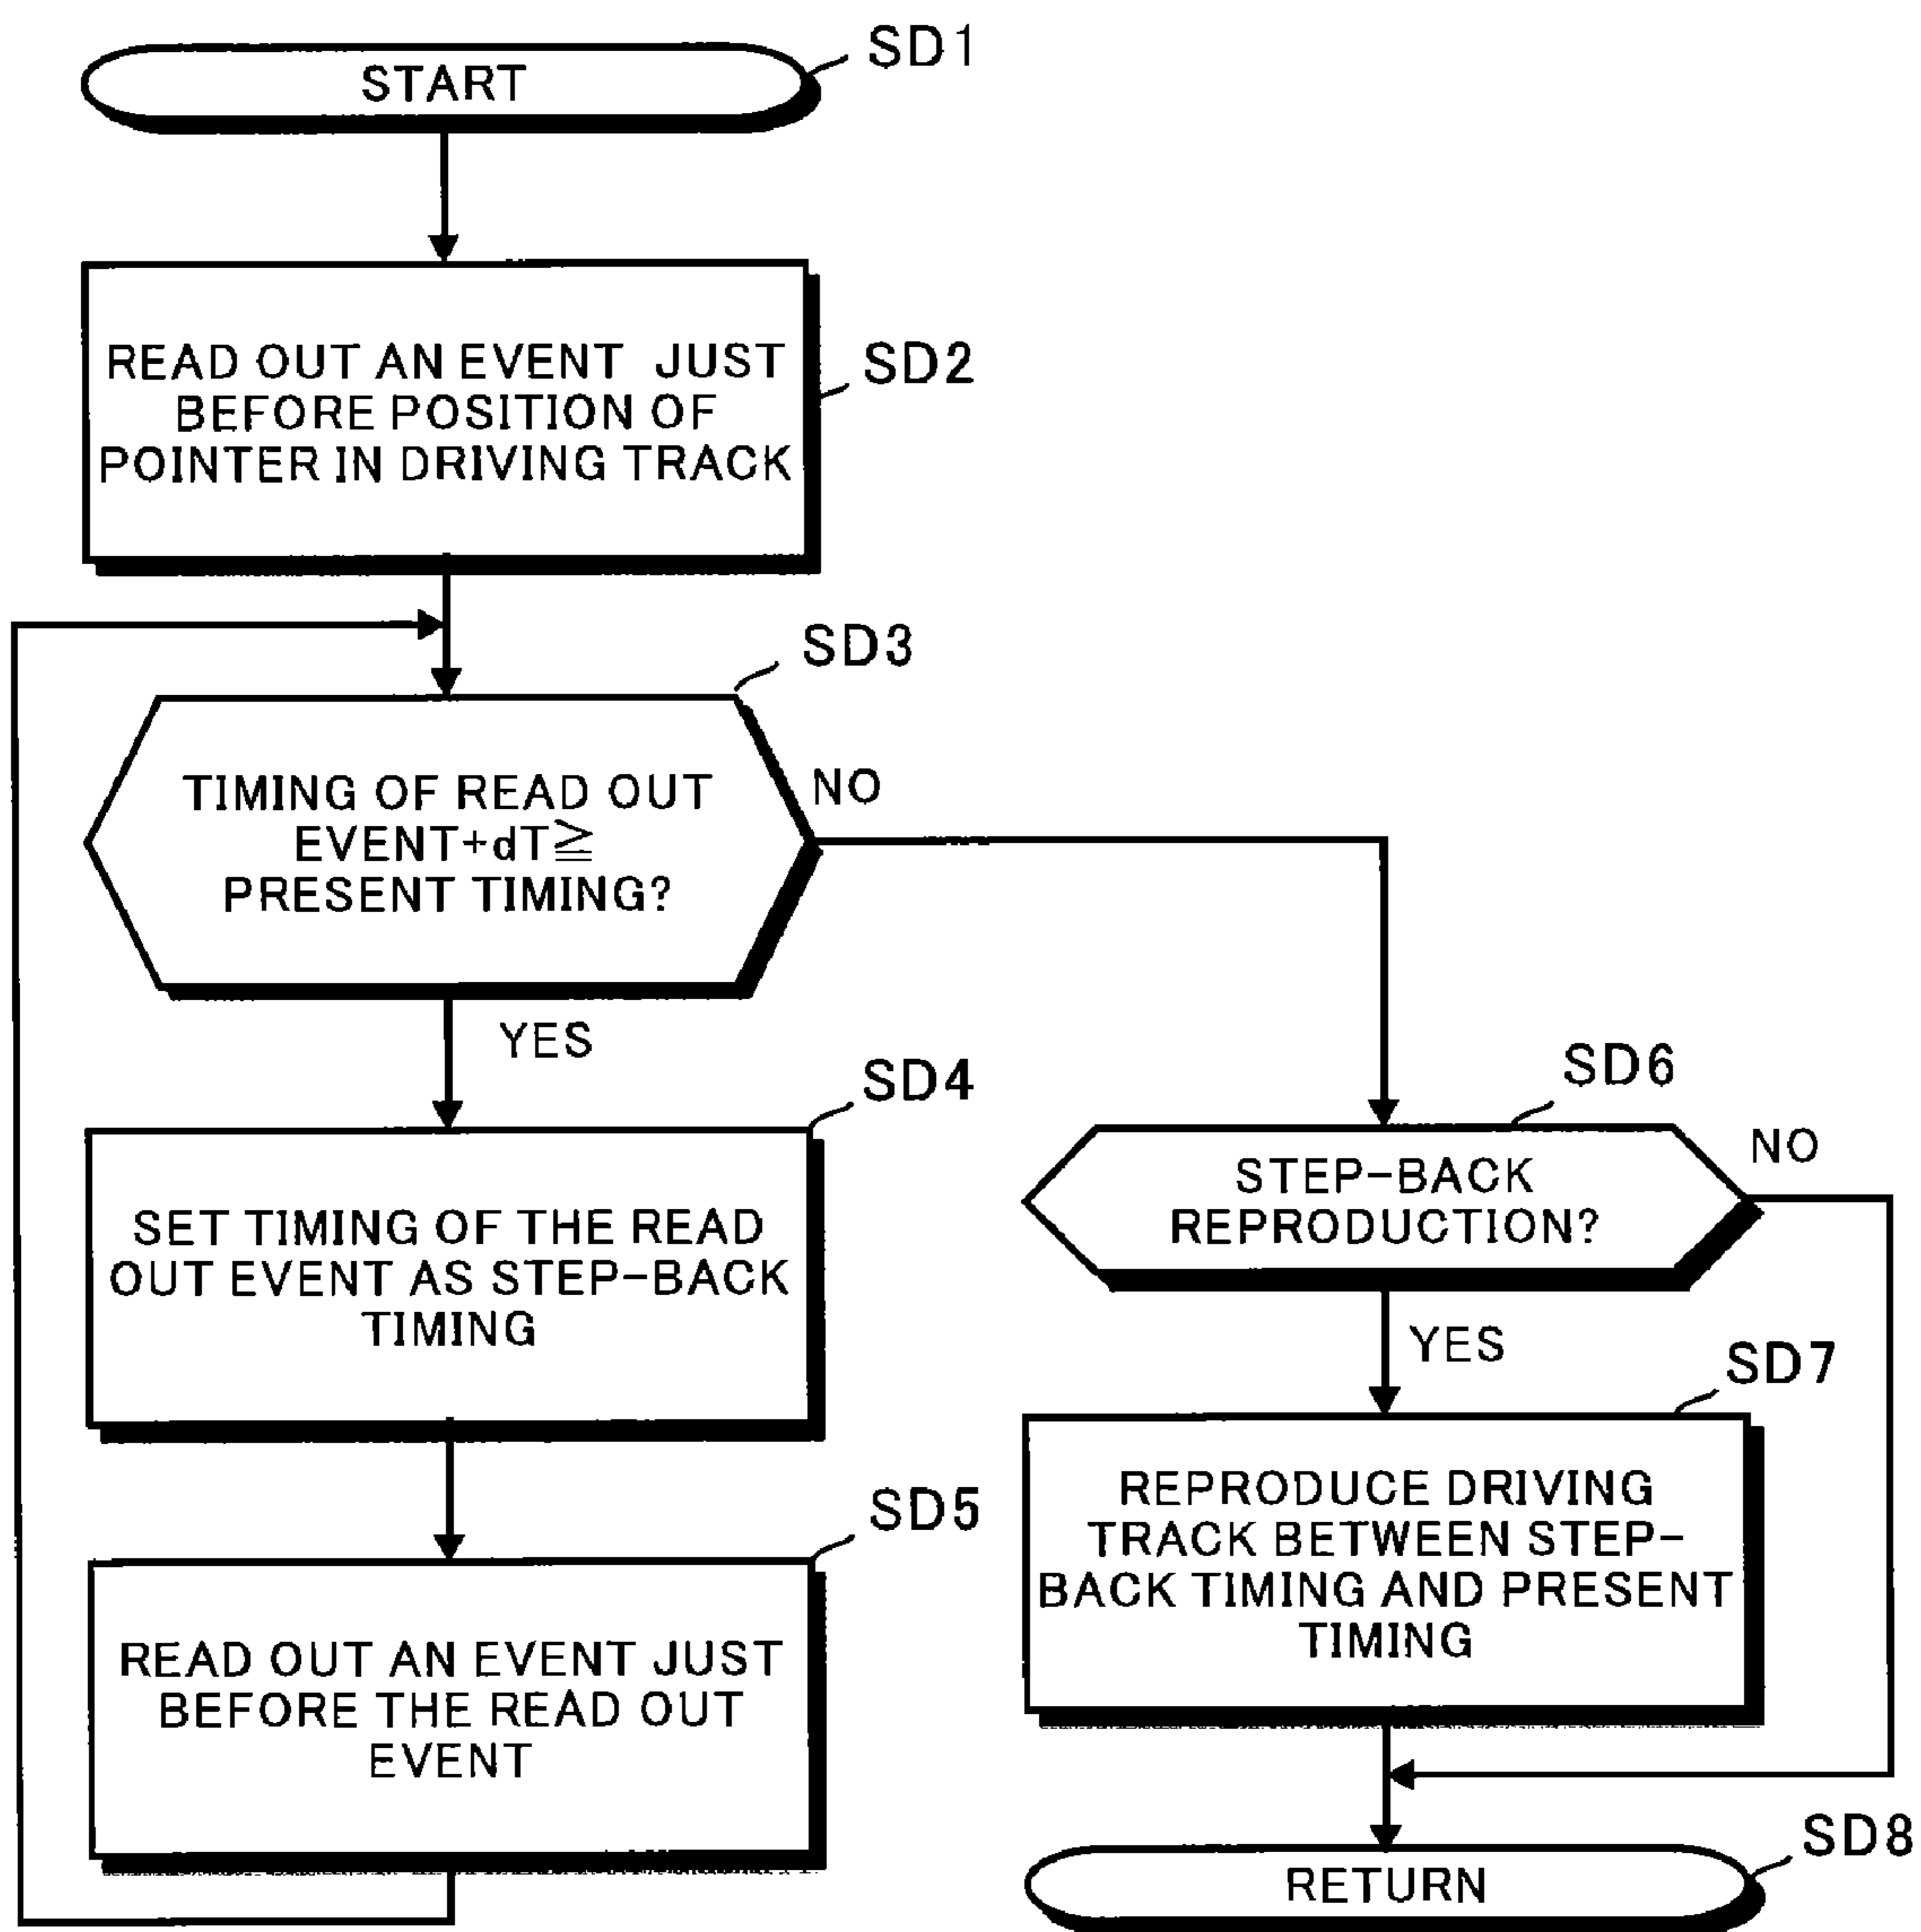 START
SD1
READ OUT AN EVENT JUST
BEFORE POSITION OF
POINTER IN DRIVING TRACK
SD2
SD3
TIMING OF READ OUT
EVENT+dT≧
PRESENT TIMING?
NO
YES
SD4
SET TIMING OF THE READ
OUT EVENT AS STEP-BACK
TIMING
SD5
READ OUT AN EVENT JUST
BEFORE THE READ OUT
EVENT
SD6
STEP-BACK
REPRODUCTION?
NO
YES
SD7
REPRODUCE DRIVING
TRACK BETWEEN STEP-
BACK TIMING AND PRESENT
TIMING
SD8
RETURN